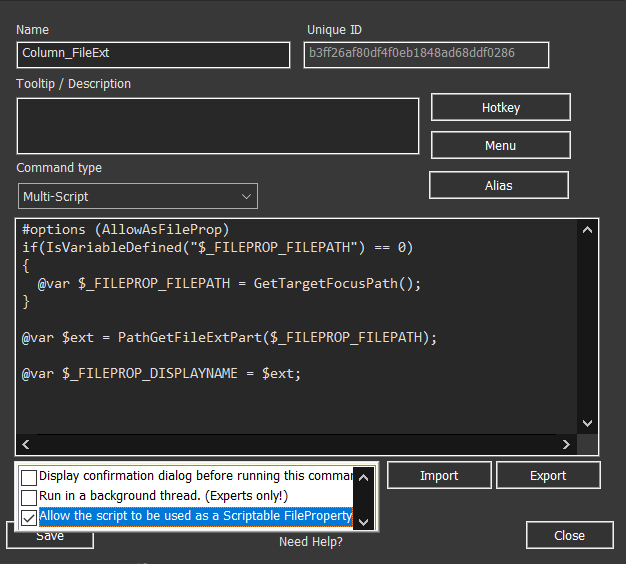 Name
Unique ID
Column_FileExt
b3ff26af80df4f0eb1848ad68ddf0286
Tooltip / Description
Hotkey
Menu
Command type
Alias
Multi-Script
#options (AllowAsFileProp)
if(IsVariableDefined("$_FILEPROP_FILEPATH") == 0)
{
@var $_FILEPROP_FILEPATH = GetTargetFocusPath();
}
@var $ext = PathGetFileExtPart($_FILEPROP_FILEPATH);
@var $_FILEPROP_DISPLAYNAME = $ext;
Display confirmation dialog before running this comman
Run in a background thread. (Experts only!)
Allow the script to be used as a Scriptable FileProperty
Import
Export
Save
Need Help?
Close